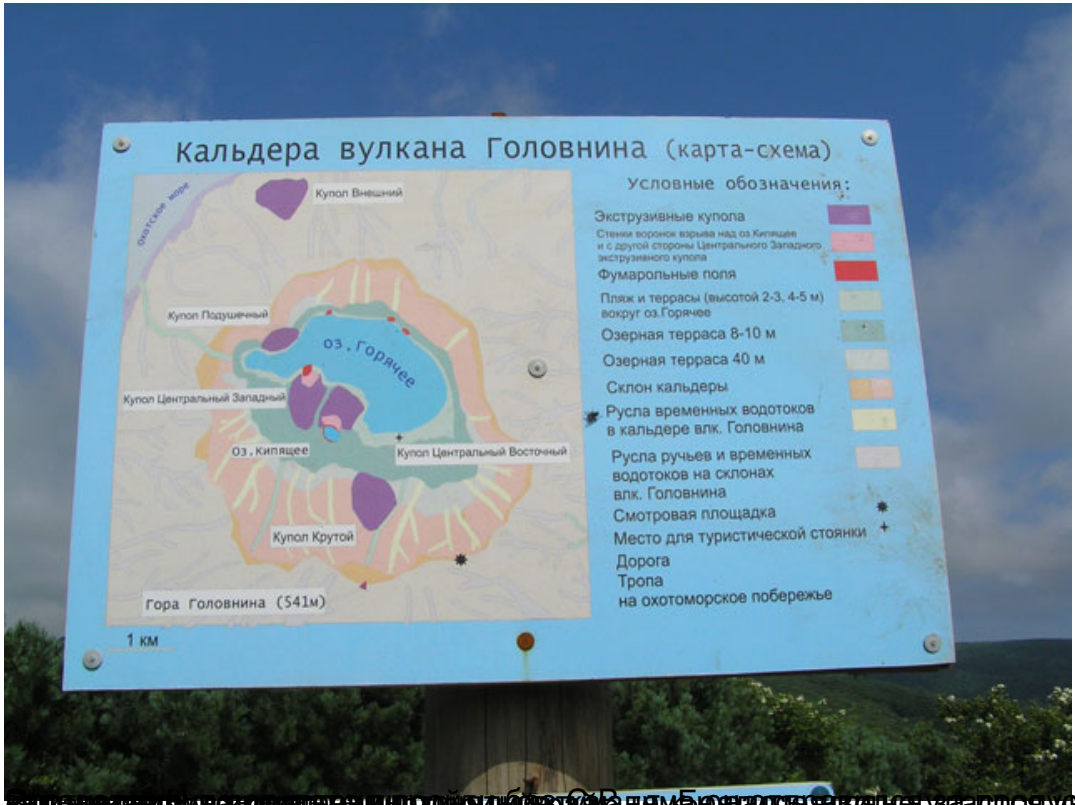 Кальдера вулкана Головнина (карта-схема)
Охотское море
Купол Внешний
Купол Подушечный
оз.Горячее
Купол Центральный Западный
Оз.Кипящее
Купол Центральный Восточный
Купол Крутой
Гора Головнина (541м)
1 км
Условные обозначения:
Экструзивные купола
Стенки воронок взрыва над оз.Кипящее
и с другой стороны Центрального Западного
экструзивного купола
Фумарольные поля
Пляж и террасы (высотой 2-3, 4-5 м)
вокруг оз.Горячее
Озерная терраса 8-10 м
Озерная терраса 40 м
Склон кальдеры
Русла временных водотоков
в кальдере влк. Головнина
Русла ручьев и временных
водотоков на склонах
влк. Головнина
Смотровая площадка
Место для туристической стоянки
Дорога
Тропа
на охотоморское побережье